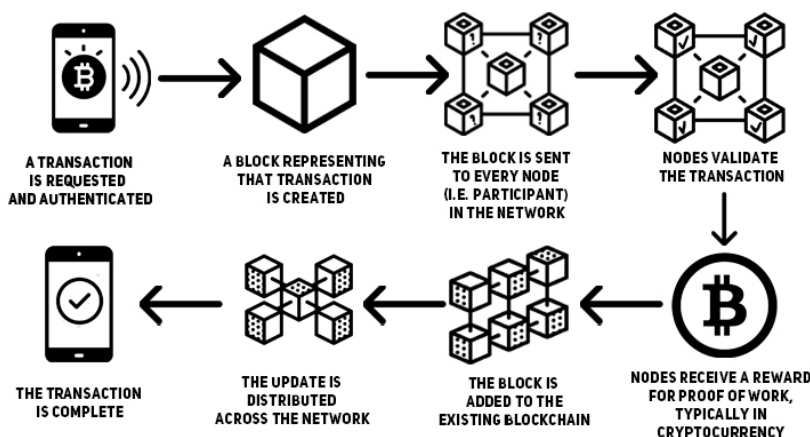 A TRANSACTION
IS REQUESTED
AND AUTHENTICATED
A BLOCK REPRESENTING
THAT TRANSACTION
IS CREATED
THE BLOCK IS SENT
TO EVERY NODE
(I.E. PARTICIPANT)
IN THE NETWORK
NODES VALIDATE
THE TRANSACTION
NODES RECEIVE A REWARD
FOR PROOF OF WORK,
TYPICALLY IN
CRYPTOCURRENCY
THE BLOCK IS
ADDED TO THE
EXISTING BLOCKCHAIN
THE UPDATE IS
DISTRIBUTED
ACROSS THE NETWORK
THE TRANSACTION
IS COMPLETE